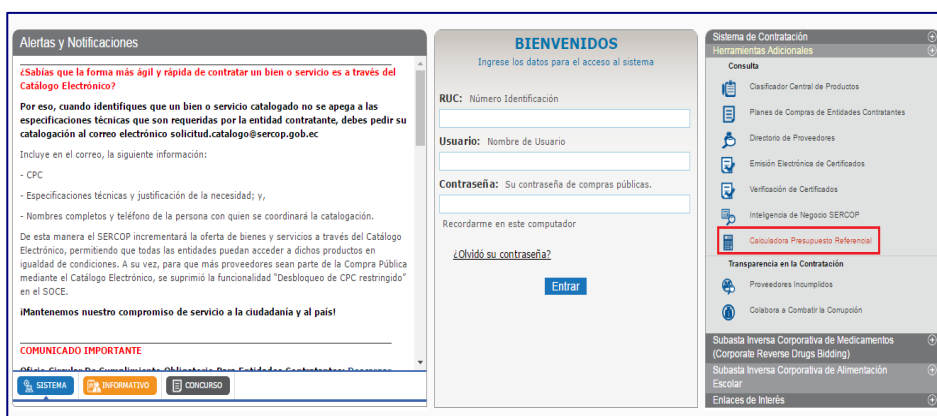 Alertas y Notificaciones
¿Sabías que la forma más ágil y rápida de contratar un bien o servicio es a través del
Catálogo Electrónico?
Por eso, cuando identifiques que un bien o servicio catalogado no se apega a las
especificaciones técnicas que son requeridas por la entidad contratante, debes pedir su
catalogación al correo electrónico solicitud.catalogo@sercop.gob.ec
Incluye en el correo, la siguiente información:
- CPC
- Especificaciones técnicas y justificación de la necesidad; y,
- Nombres completos y teléfono de la persona con quien se coordinará la catalogación.
De esta manera el SERCOP incrementará la oferta de bienes y servicios a través del Catálogo
Electrónico, permitiendo que todas las entidades puedan acceder a dichos productos en
igualdad de condiciones. A su vez, para que más proveedores sean parte de la Compra Pública
mediante el Catálogo Electrónico, se suprimió la funcionalidad "Desbloqueo de CPC restringido"
en el SOCE.
¡Mantenemos nuestro compromiso de servicio a la ciudadanía y al país!
COMUNICADO IMPORTANTE
Oficio Circular De Cumplimiento Obligatorio Para Entidades Contratantes: Descargar
SISTEMA
INFORMATIVO
CONCURSO
BIENVENIDOS
Ingrese los datos para el acceso al sistema
RUC: Número Identificación
Usuario: Nombre de Usuario
Contraseña: Su contraseña de compras públicas.
Recordarme en este computador
¿Olvidó su contraseña?
Entrar
Sistema de Contratación
Herramientas Adicionales
Consulta
Clasificador Central de Productos
Planes de Compras de Entidades Contratantes
Directorio de Proveedores
Emisión Electrónica de Certificados
Verificación de Certificados
Inteligencia de Negocio SERCOP
Calculadora Presupuesto Referencial
Transparencia en la Contratación
Proveedores Incumplidos
Colabora a Combatir la Corrupción
Subasta Inversa Corporativa de Medicamentos
(Corporate Reverse Drugs Bidding)
Subasta Inversa Corporativa de Alimentación
Escolar
Enlaces de Interés